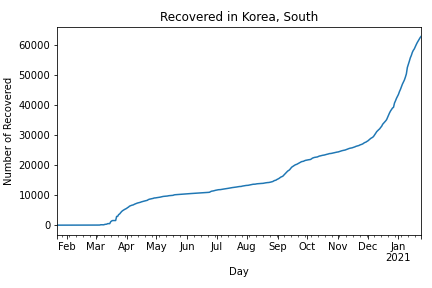 Recovered in Korea, South
Number of Recovered
60000
50000
40000
30000
20000
10000
0
Feb Mar Apr May Jun Jul Aug Sep Oct Nov Dec Jan
2021
Day